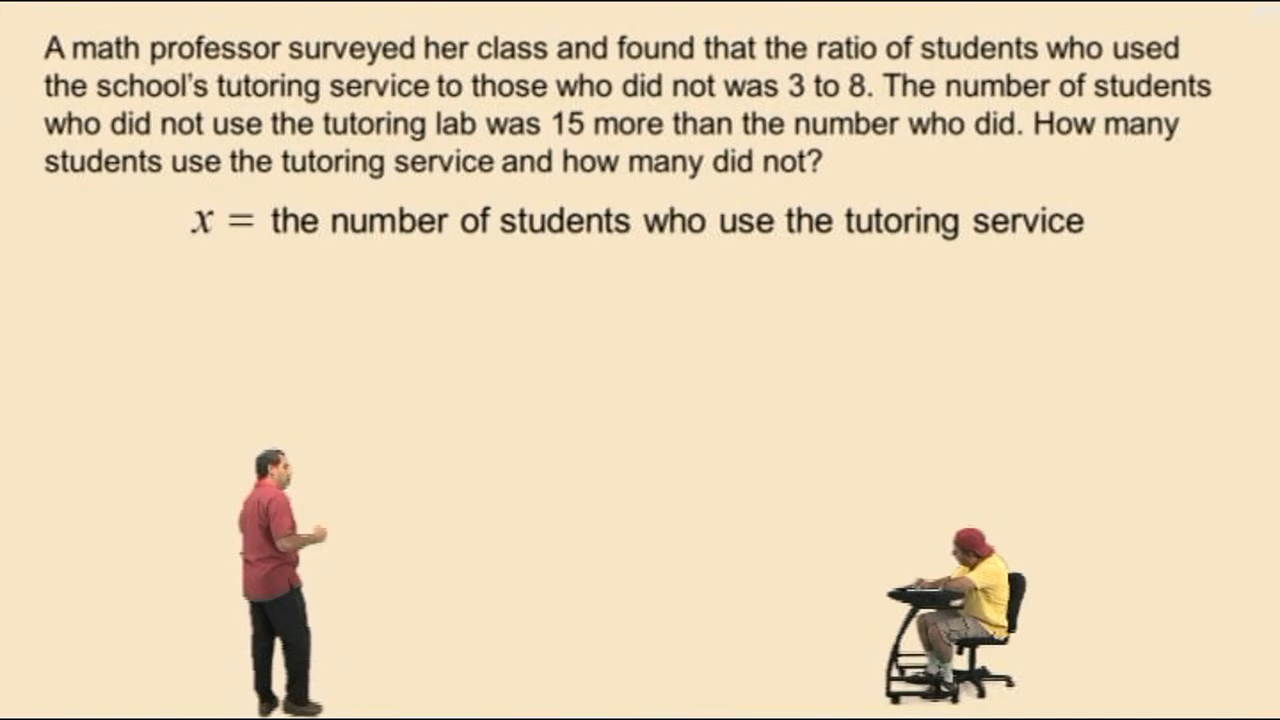 A math professor surveyed her class and found that the ratio of students who used
the school's tutoring service to those who did not was 3 to 8. The number of students
who did not use the tutoring lab was 15 more than the number who did. How many
students use the tutoring service and how many did not?
x = the number of students who use the tutoring service